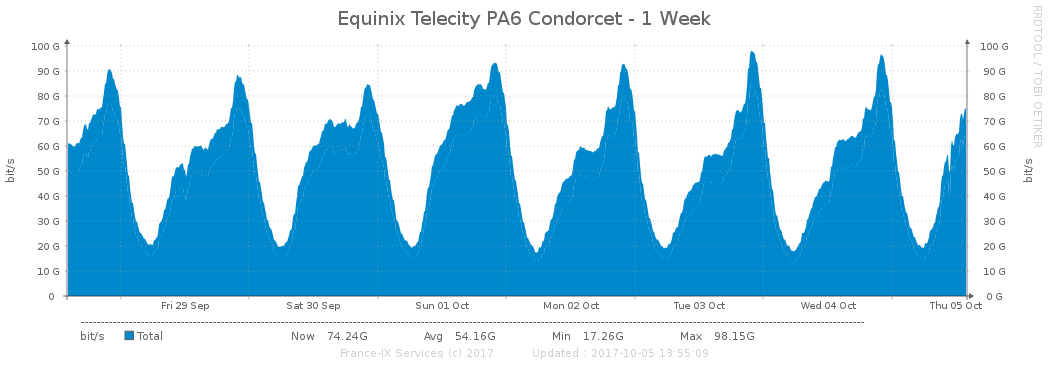 Equinix Telecity PA6 Condorcet - 1 Week
RRDTOOL / TOBI OETIKER
bit/s
bit/s
100 G 100 G
90 G 90 G
80 G 80 G
70 G 70 G
60 G 60 G
50 G 50 G
40 G 40 G
30 G 30 G
20 G 20 G
10 G 10 G
0 0 G
Fri 29 Sep Sat 30 Sep Sun 01 Oct Mon 02 Oct Tue 03 Oct Wed 04 Oct Thu 05 Oct
bit/s Total Now 74.24G Avg 54.16G Min 17.26G Max 98.15G
France-IX Services (c) 2017 Updated : 2017-10-05 13:55:09